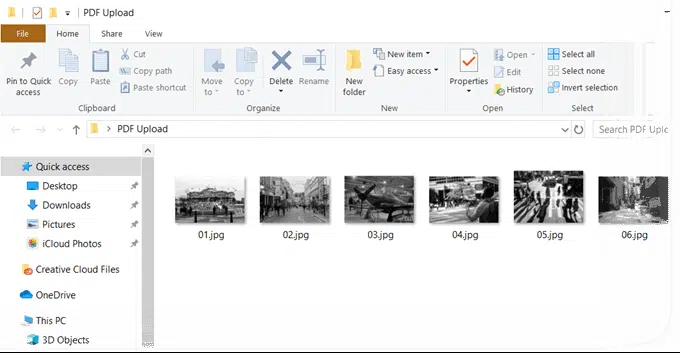 PDF Upload
File Home Share View
Pin to Quick access
Copy
Paste
Cut
Copy path
Paste shortcut
Clipboard
Move to
Copy to
Delete
Rename
Organize
New folder
New item
Easy access
New
Properties
Open
Edit
History
Open
Select all
Select none
Invert selection
Select
PDF Upload
Search PDF Uplo
Quick access
Desktop
Downloads
Pictures
iCloud Photos
Creative Cloud Files
OneDrive
This PC
3D Objects
01.jpg 02.jpg 03.jpg 04.jpg 05.jpg 06.jpg